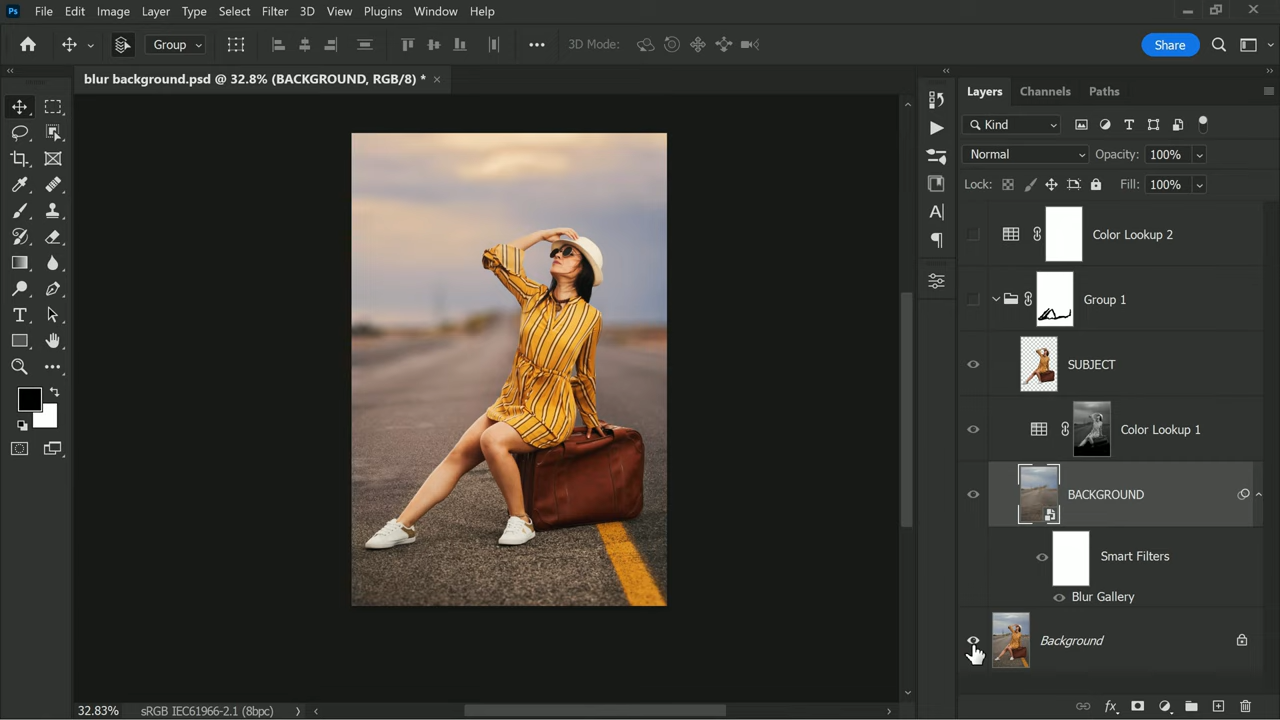 Ps File Edit Image Layer Type Select Filter 3D View Plugins Window Help
Group 3D Mode: Share
blur background.psd @ 32.8% (BACKGROUND, RGB/8) * ×
Layers Channels Paths
Kind
Normal Opacity: 100%
Lock: Fill: 100%
Color Lookup 2
Group 1
SUBJECT
Color Lookup 1
BACKGROUND
Smart Filters
Blur Gallery
Background
32.83% sRGB IEC61966-2.1 (8bpc)